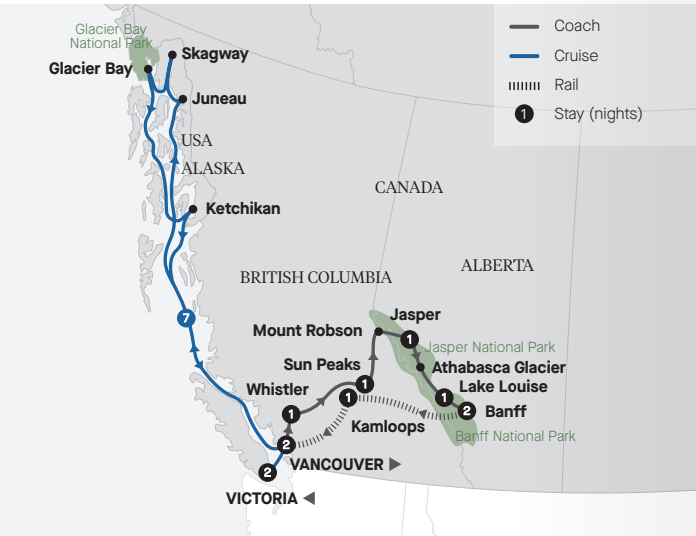 Glacier Bay
National Park
Skagway
Glacier Bay
Juneau
USA
ALASKA
Ketchikan
Coach
Cruise
Rail
1 Stay (nights)
CANADA
BRITISH COLUMBIA
ALBERTA
7
Jasper
Mount Robson
1
Jasper National Park
Sun Peaks
1
Athabasca Glacier
Lake Louise
Whistler
1
1
1
2 Banff
Kamloops
Banff National Park
2
VANCOUVER
2
VICTORIA